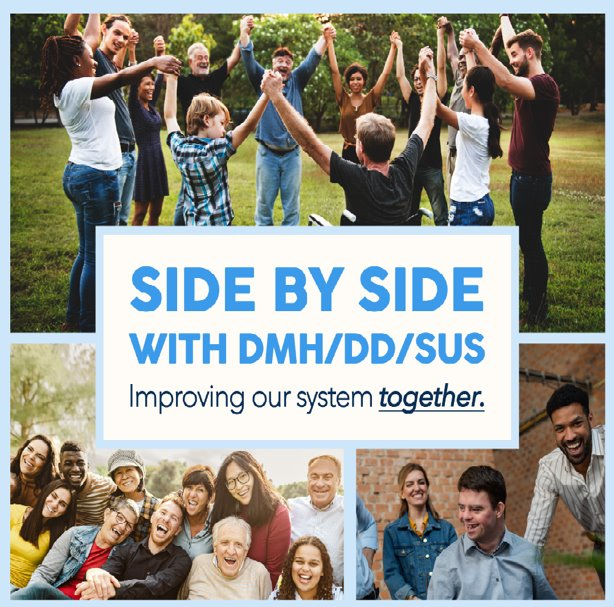 SIDE BY SIDE
WITH DMH/DD/SUS
Improving our system together.